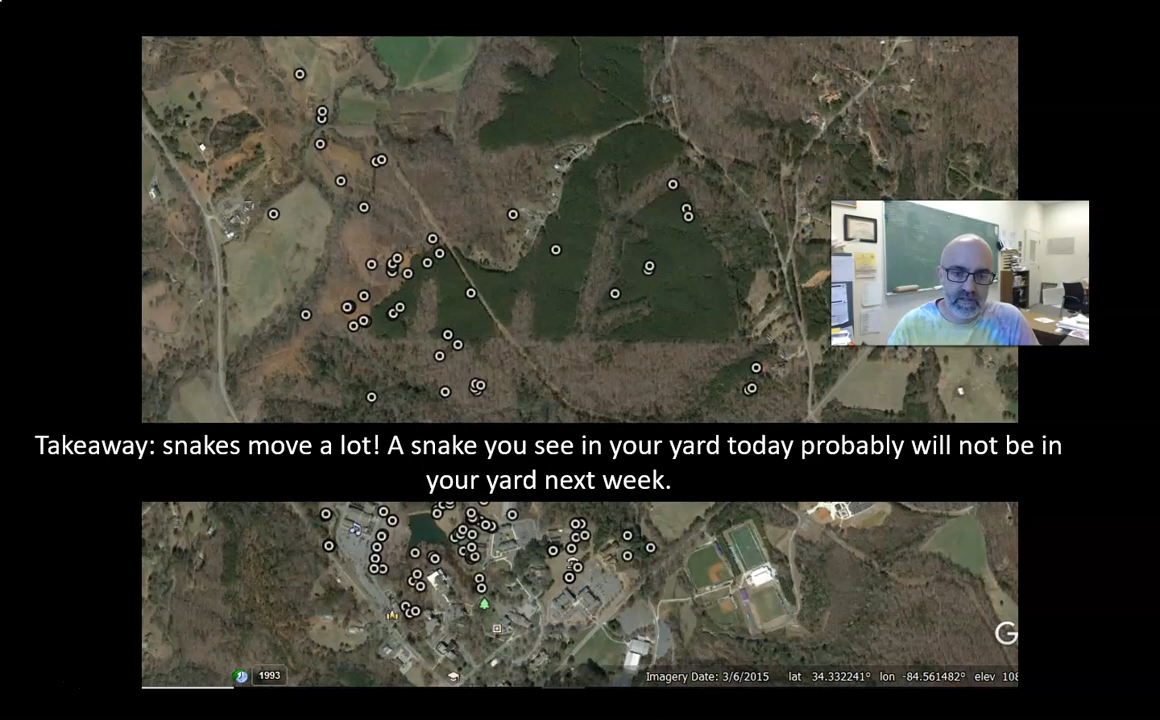 Takeaway: snakes move a lot! A snake you see in your yard today probably will not be in
your yard next week.
G
1993
Imagery Date: 3/6/2015 lat 34.332241° lon -84.561482° elev 108